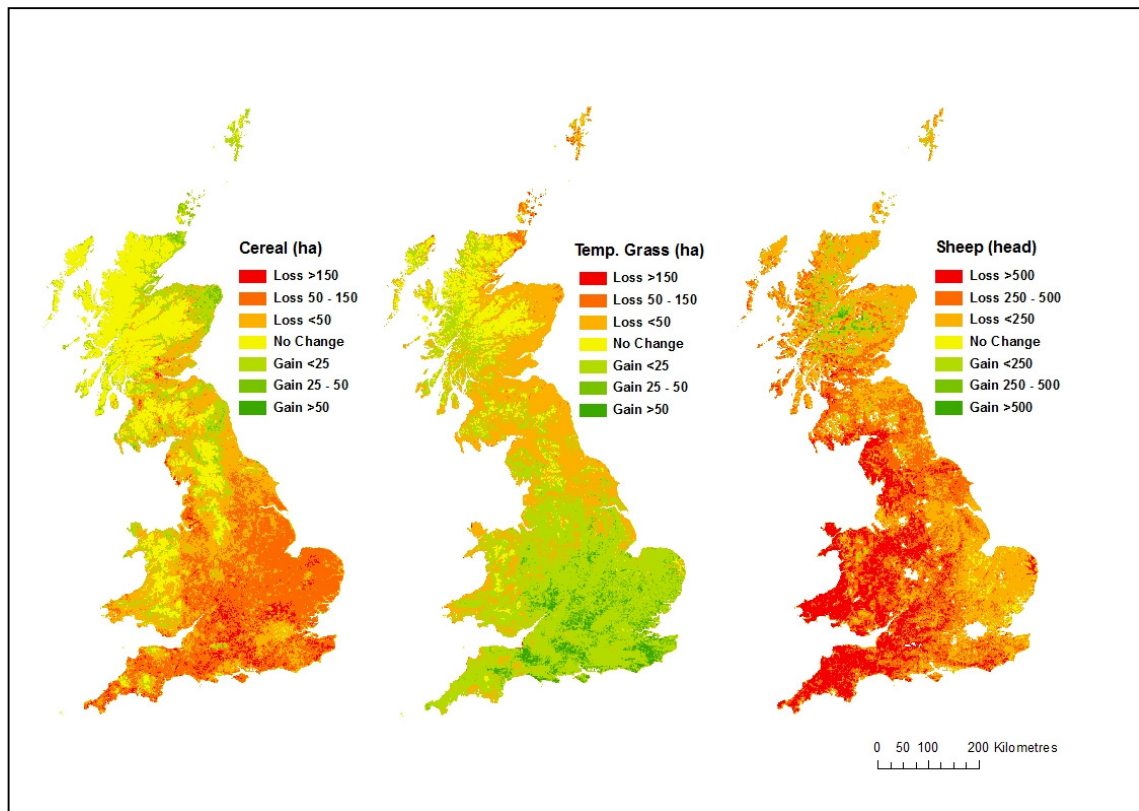 Cereal (ha)
Loss >150
Loss 50 - 150
Loss <50
No Change
Gain <25
Gain 25 - 50
Gain >50
Temp. Grass (ha)
Loss >150
Loss 50 - 150
Loss <50
No Change
Gain <25
Gain 25 - 50
Gain >50
Sheep (head)
Loss >500
Loss 250 - 500
Loss <250
No Change
Gain <250
Gain 250 - 500
Gain >500
0 50 100 200 Kilometres